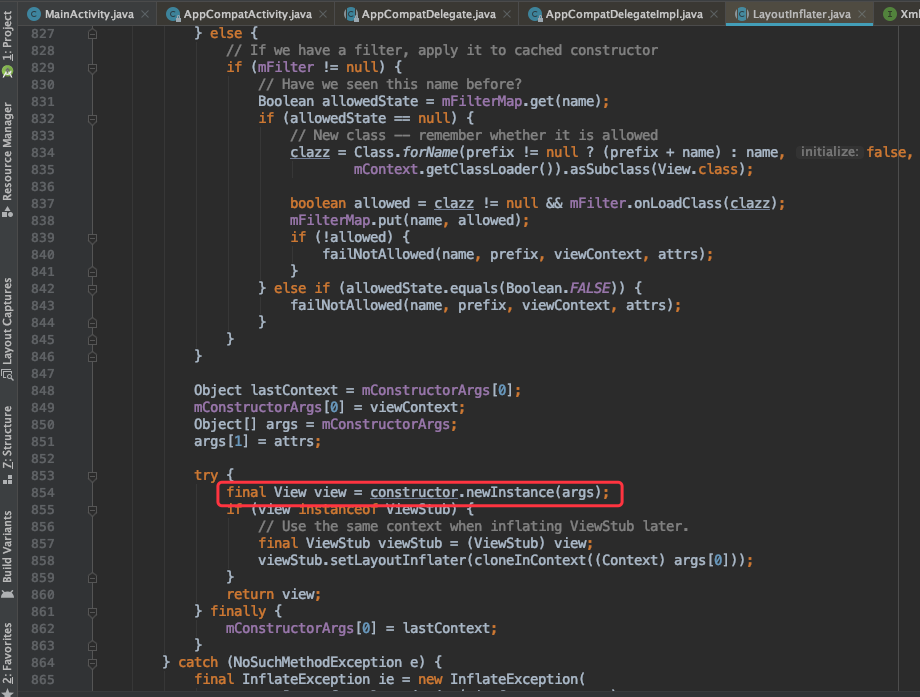 MainActivity.java × AppCompatActivity.java × AppCompatDelegate.java × AppCompatDelegateImpl.java × LayoutInflater.java ×
1: Project
Resource Manager
Layout Captures
Z: Structure
Build Variants
2: Favorites
827 } else {
828 // If we have a filter, apply it to cached constructor
829 if (mFilter != null) {
830 // Have we seen this name before?
831 Boolean allowedState = mFilterMap.get(name);
832 if (allowedState == null) {
833 // New class -- remember whether it is allowed
834 clazz = Class.forName(prefix != null ? (prefix + name) : name, initialize: false,
835 mContext.getClassLoader()).asSubclass(View.class);
836
837 boolean allowed = clazz != null && mFilter.onLoadClass(clazz);
838 mFilterMap.put(name, allowed);
839 if (!allowed) {
840 failNotAllowed(name, prefix, viewContext, attrs);
841 }
842 } else if (allowedState.equals(Boolean.FALSE)) {
843 failNotAllowed(name, prefix, viewContext, attrs);
844 }
845 }
846 }
847
848 Object lastContext = mConstructorArgs[0];
849 mConstructorArgs[0] = viewContext;
850 Object[] args = mConstructorArgs;
851 args[1] = attrs;
852
853 try {
854 final View view = constructor.newInstance(args);
855 if (view instanceof ViewStub) {
856 // Use the same context when inflating ViewStub later.
857 final ViewStub viewStub = (ViewStub) view;
858 viewStub.setLayoutInflater(cloneInContext((Context) args[0]));
859 }
860 return view;
861 } finally {
862 mConstructorArgs[0] = lastContext;
863 }
864 } catch (NoSuchMethodException e) {
865 final InflateException ie = new InflateException(